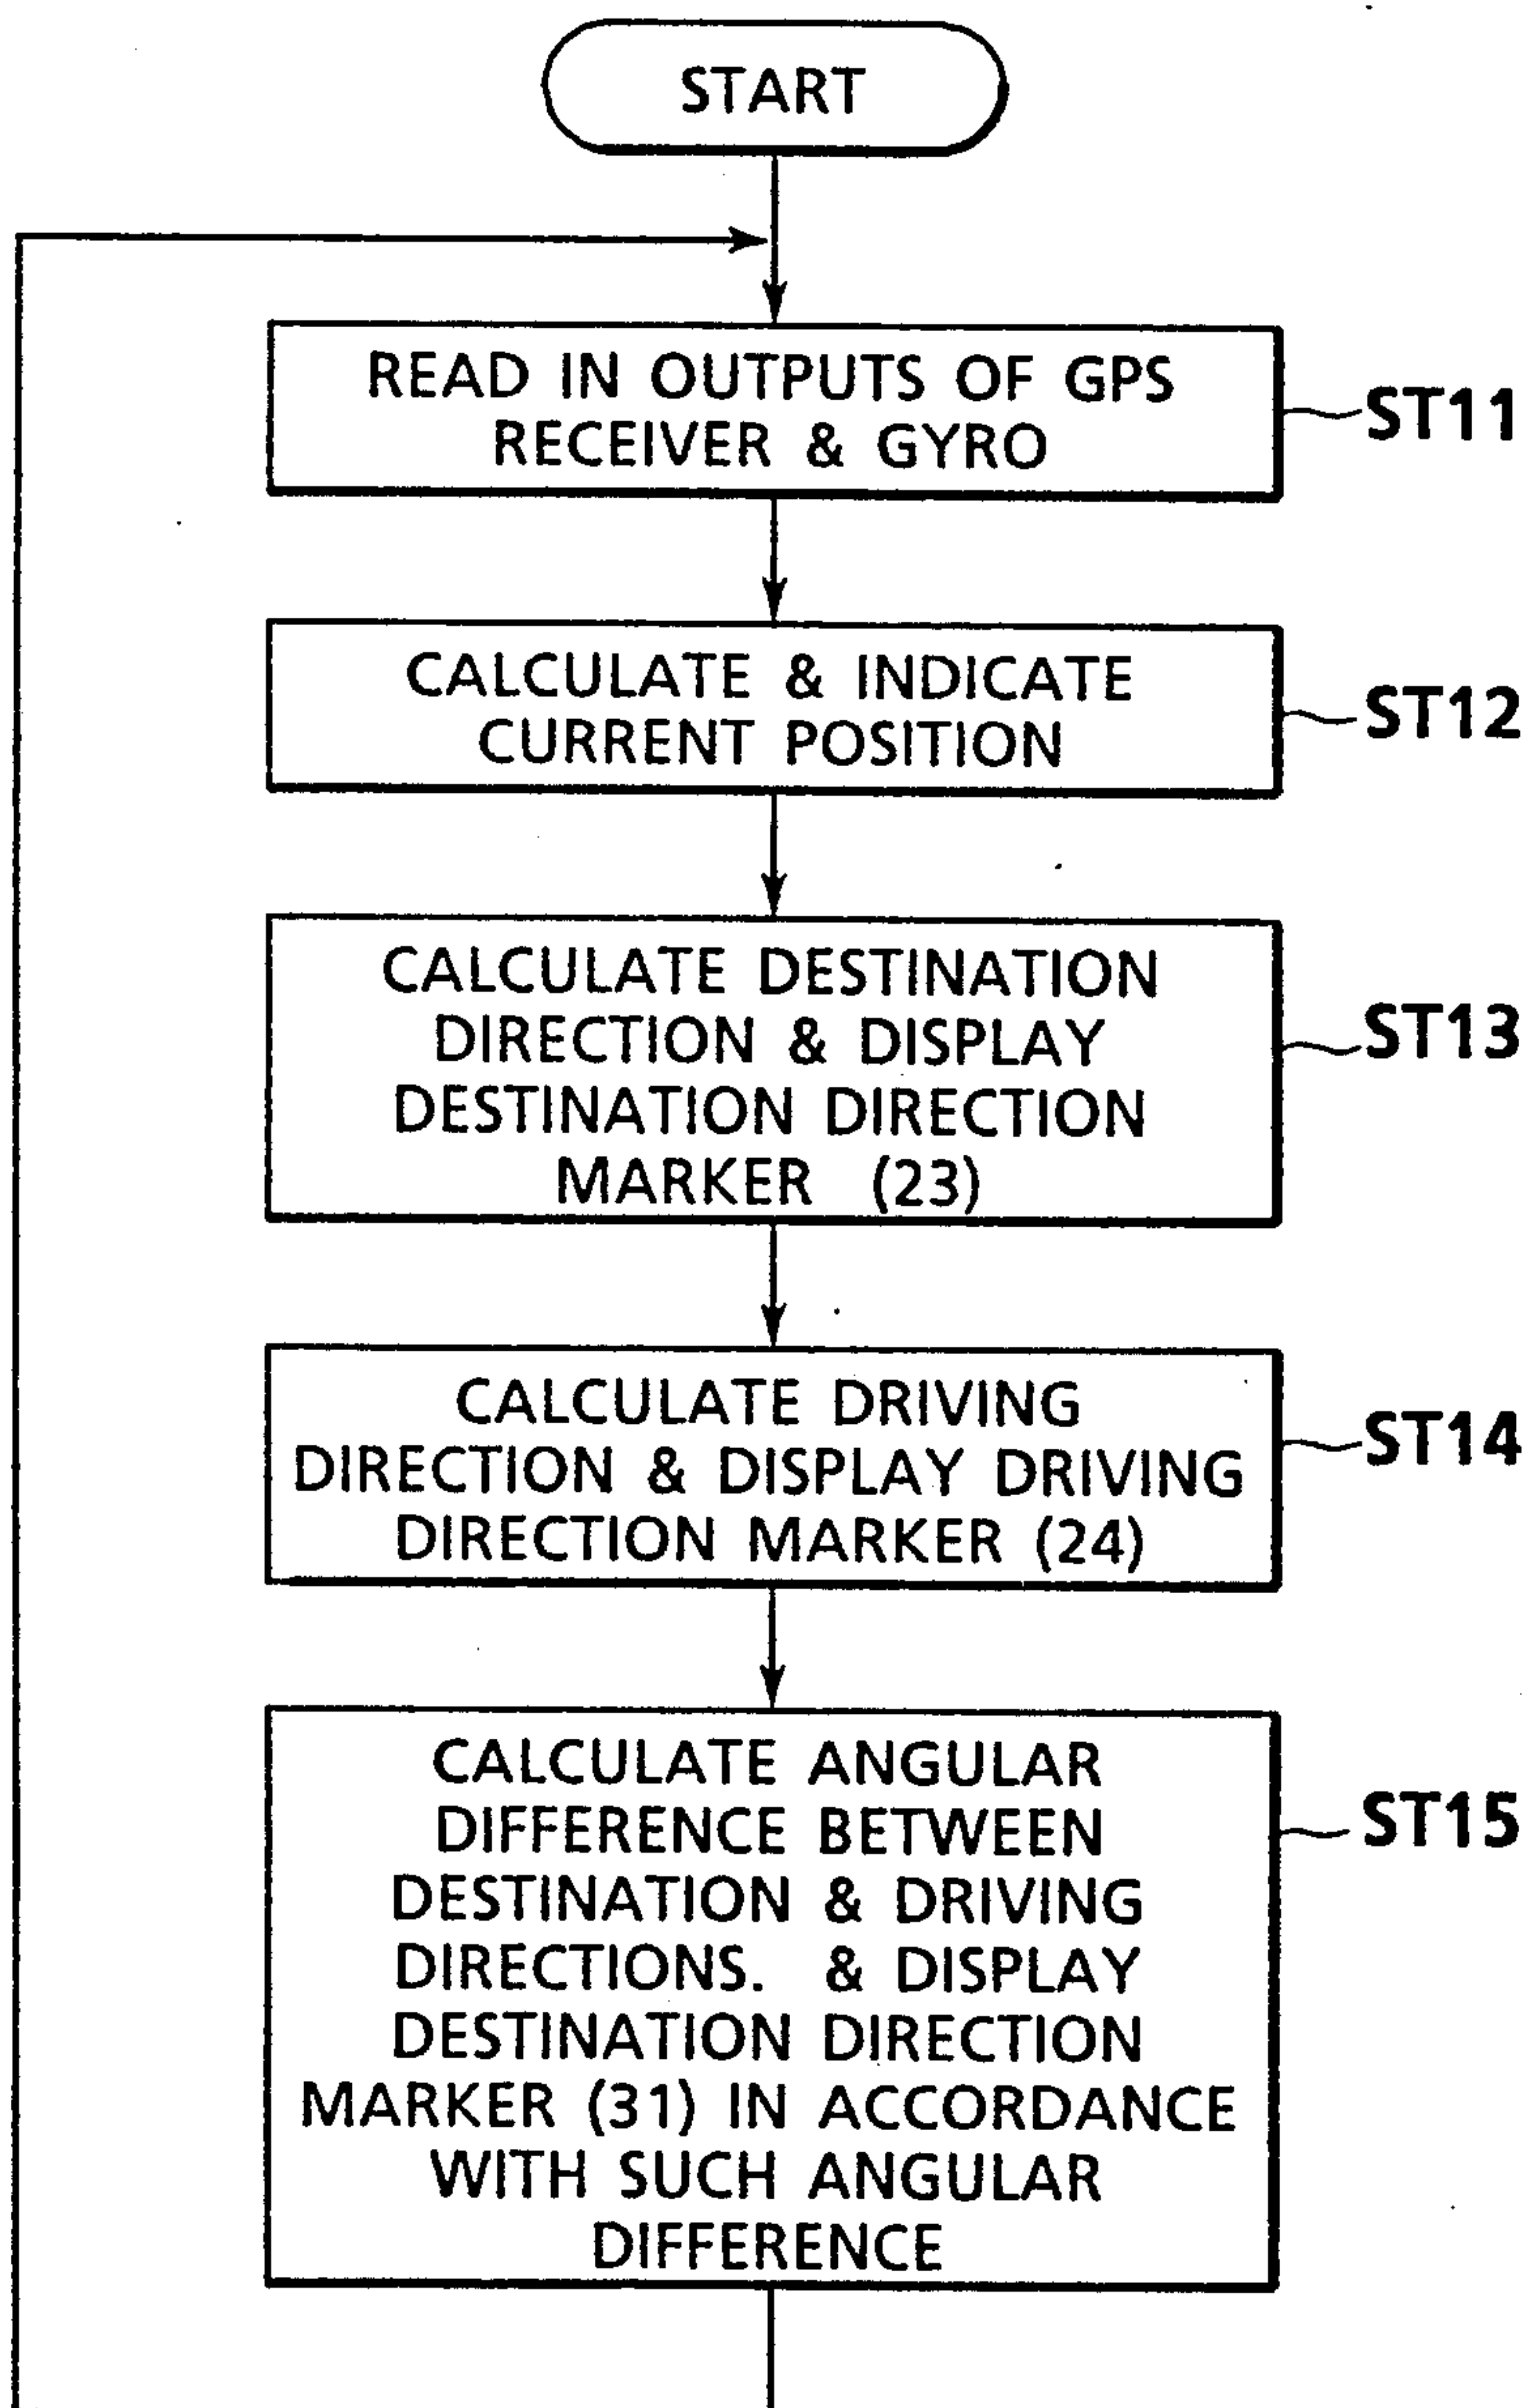 START
READ IN OUTPUTS OF GPS
RECEIVER & GYRO
ST11
CALCULATE & INDICATE
CURRENT POSITION
ST12
CALCULATE DESTINATION
DIRECTION & DISPLAY
DESTINATION DIRECTION
MARKER (23)
ST13
CALCULATE DRIVING
DIRECTION & DISPLAY DRIVING
DIRECTION MARKER (24)
ST14
CALCULATE ANGULAR
DIFFERENCE BETWEEN
DESTINATION & DRIVING
DIRECTIONS. & DISPLAY
DESTINATION DIRECTION
MARKER (31) IN ACCORDANCE
WITH SUCH ANGULAR
DIFFERENCE
ST15